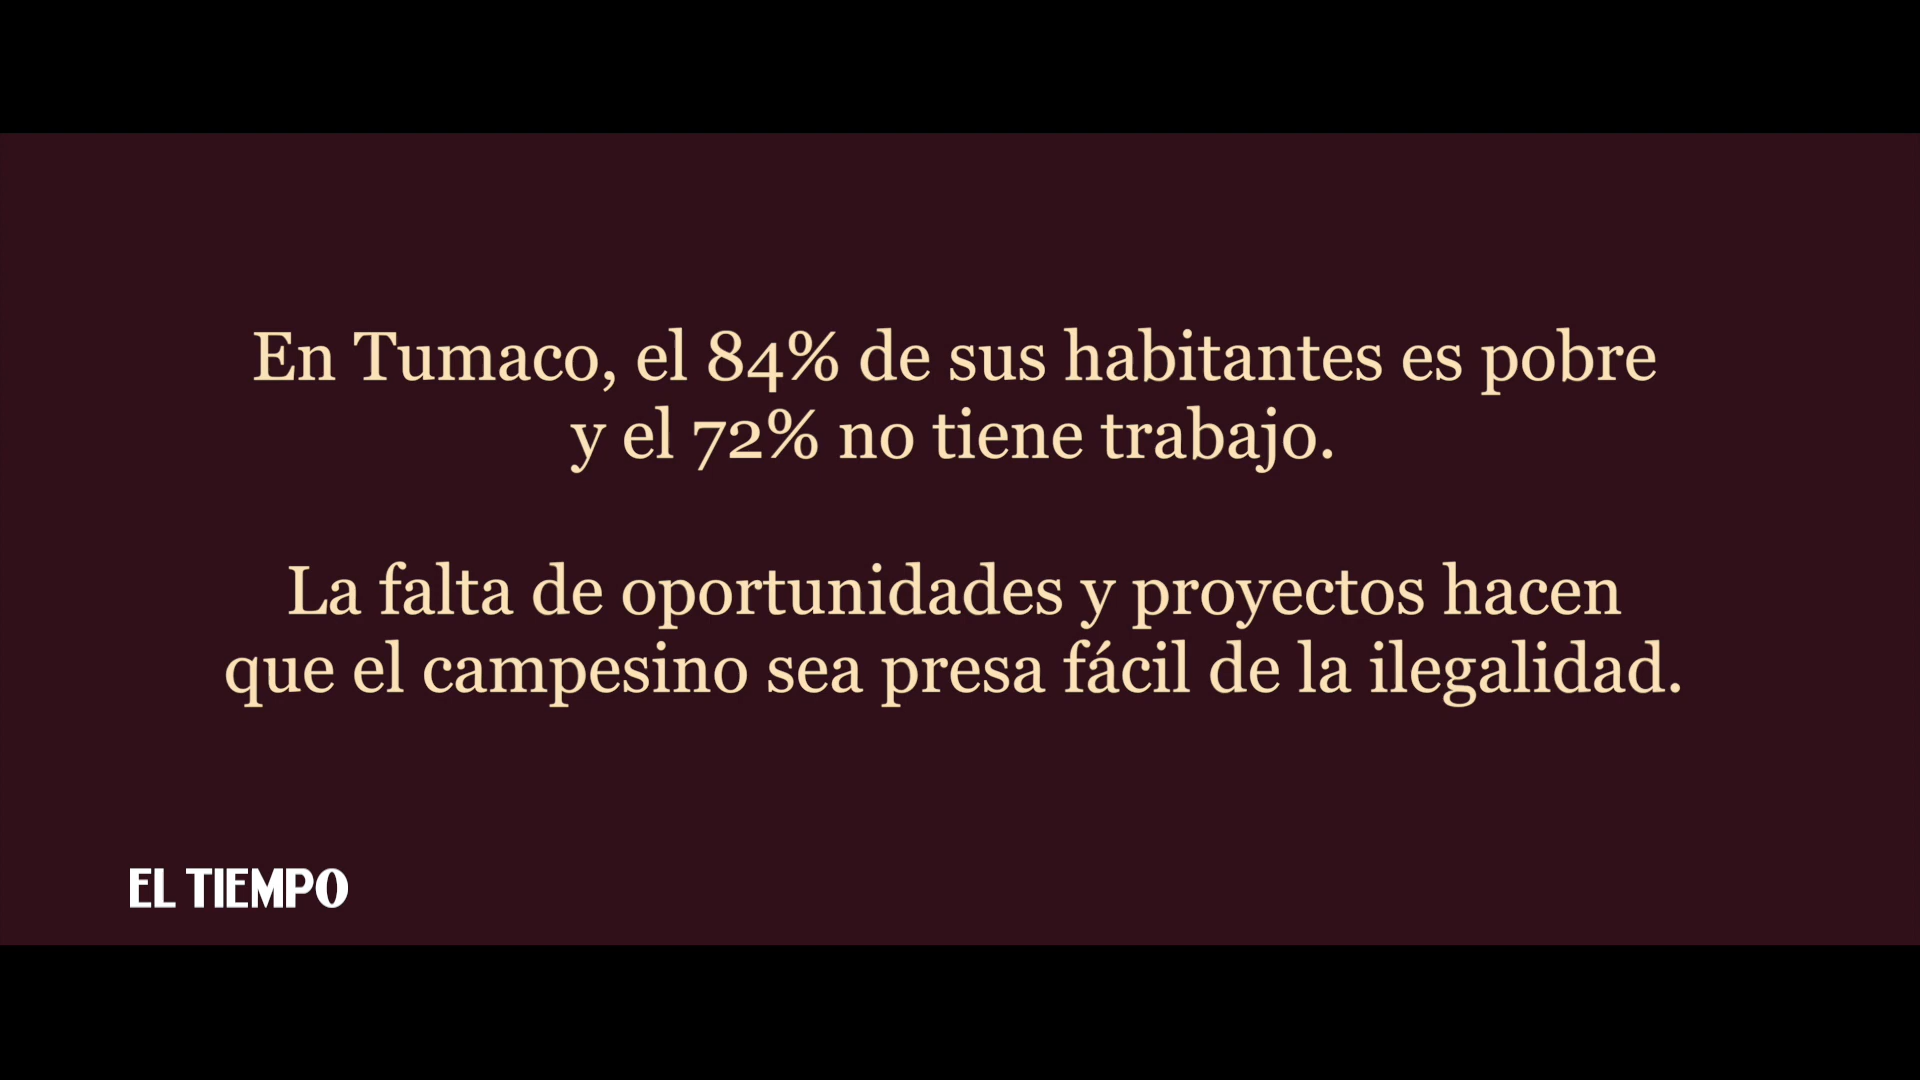 En Tumaco, el 84% de sus habitantes es pobre
y el 72% no tiene trabajo.
La falta de oportunidades y proyectos hacen
que el campesino sea presa fácil de la ilegalidad.
EL TIEMPO